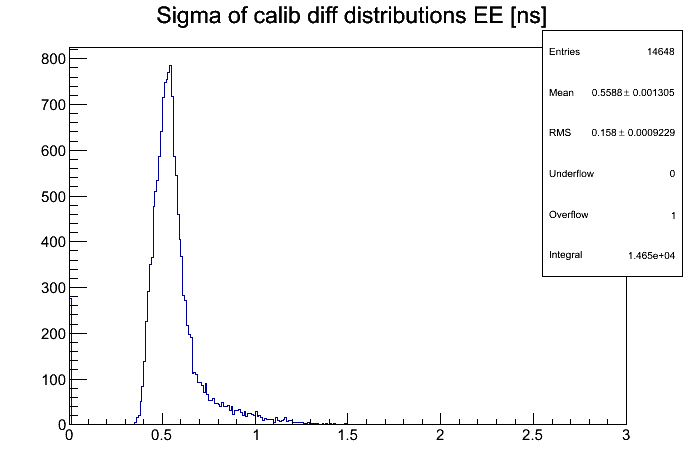 Sigma of calib diff distributions EE [ns]
Entries 14648
Mean 0.5588 ± 0.001305
RMS 0.158 ± 0.0009229
Underflow 0
Overflow 1
Integral 1.465e+04
800
700
600
500
400
300
200
100
0
0 0.5 1 1.5 2 2.5 3